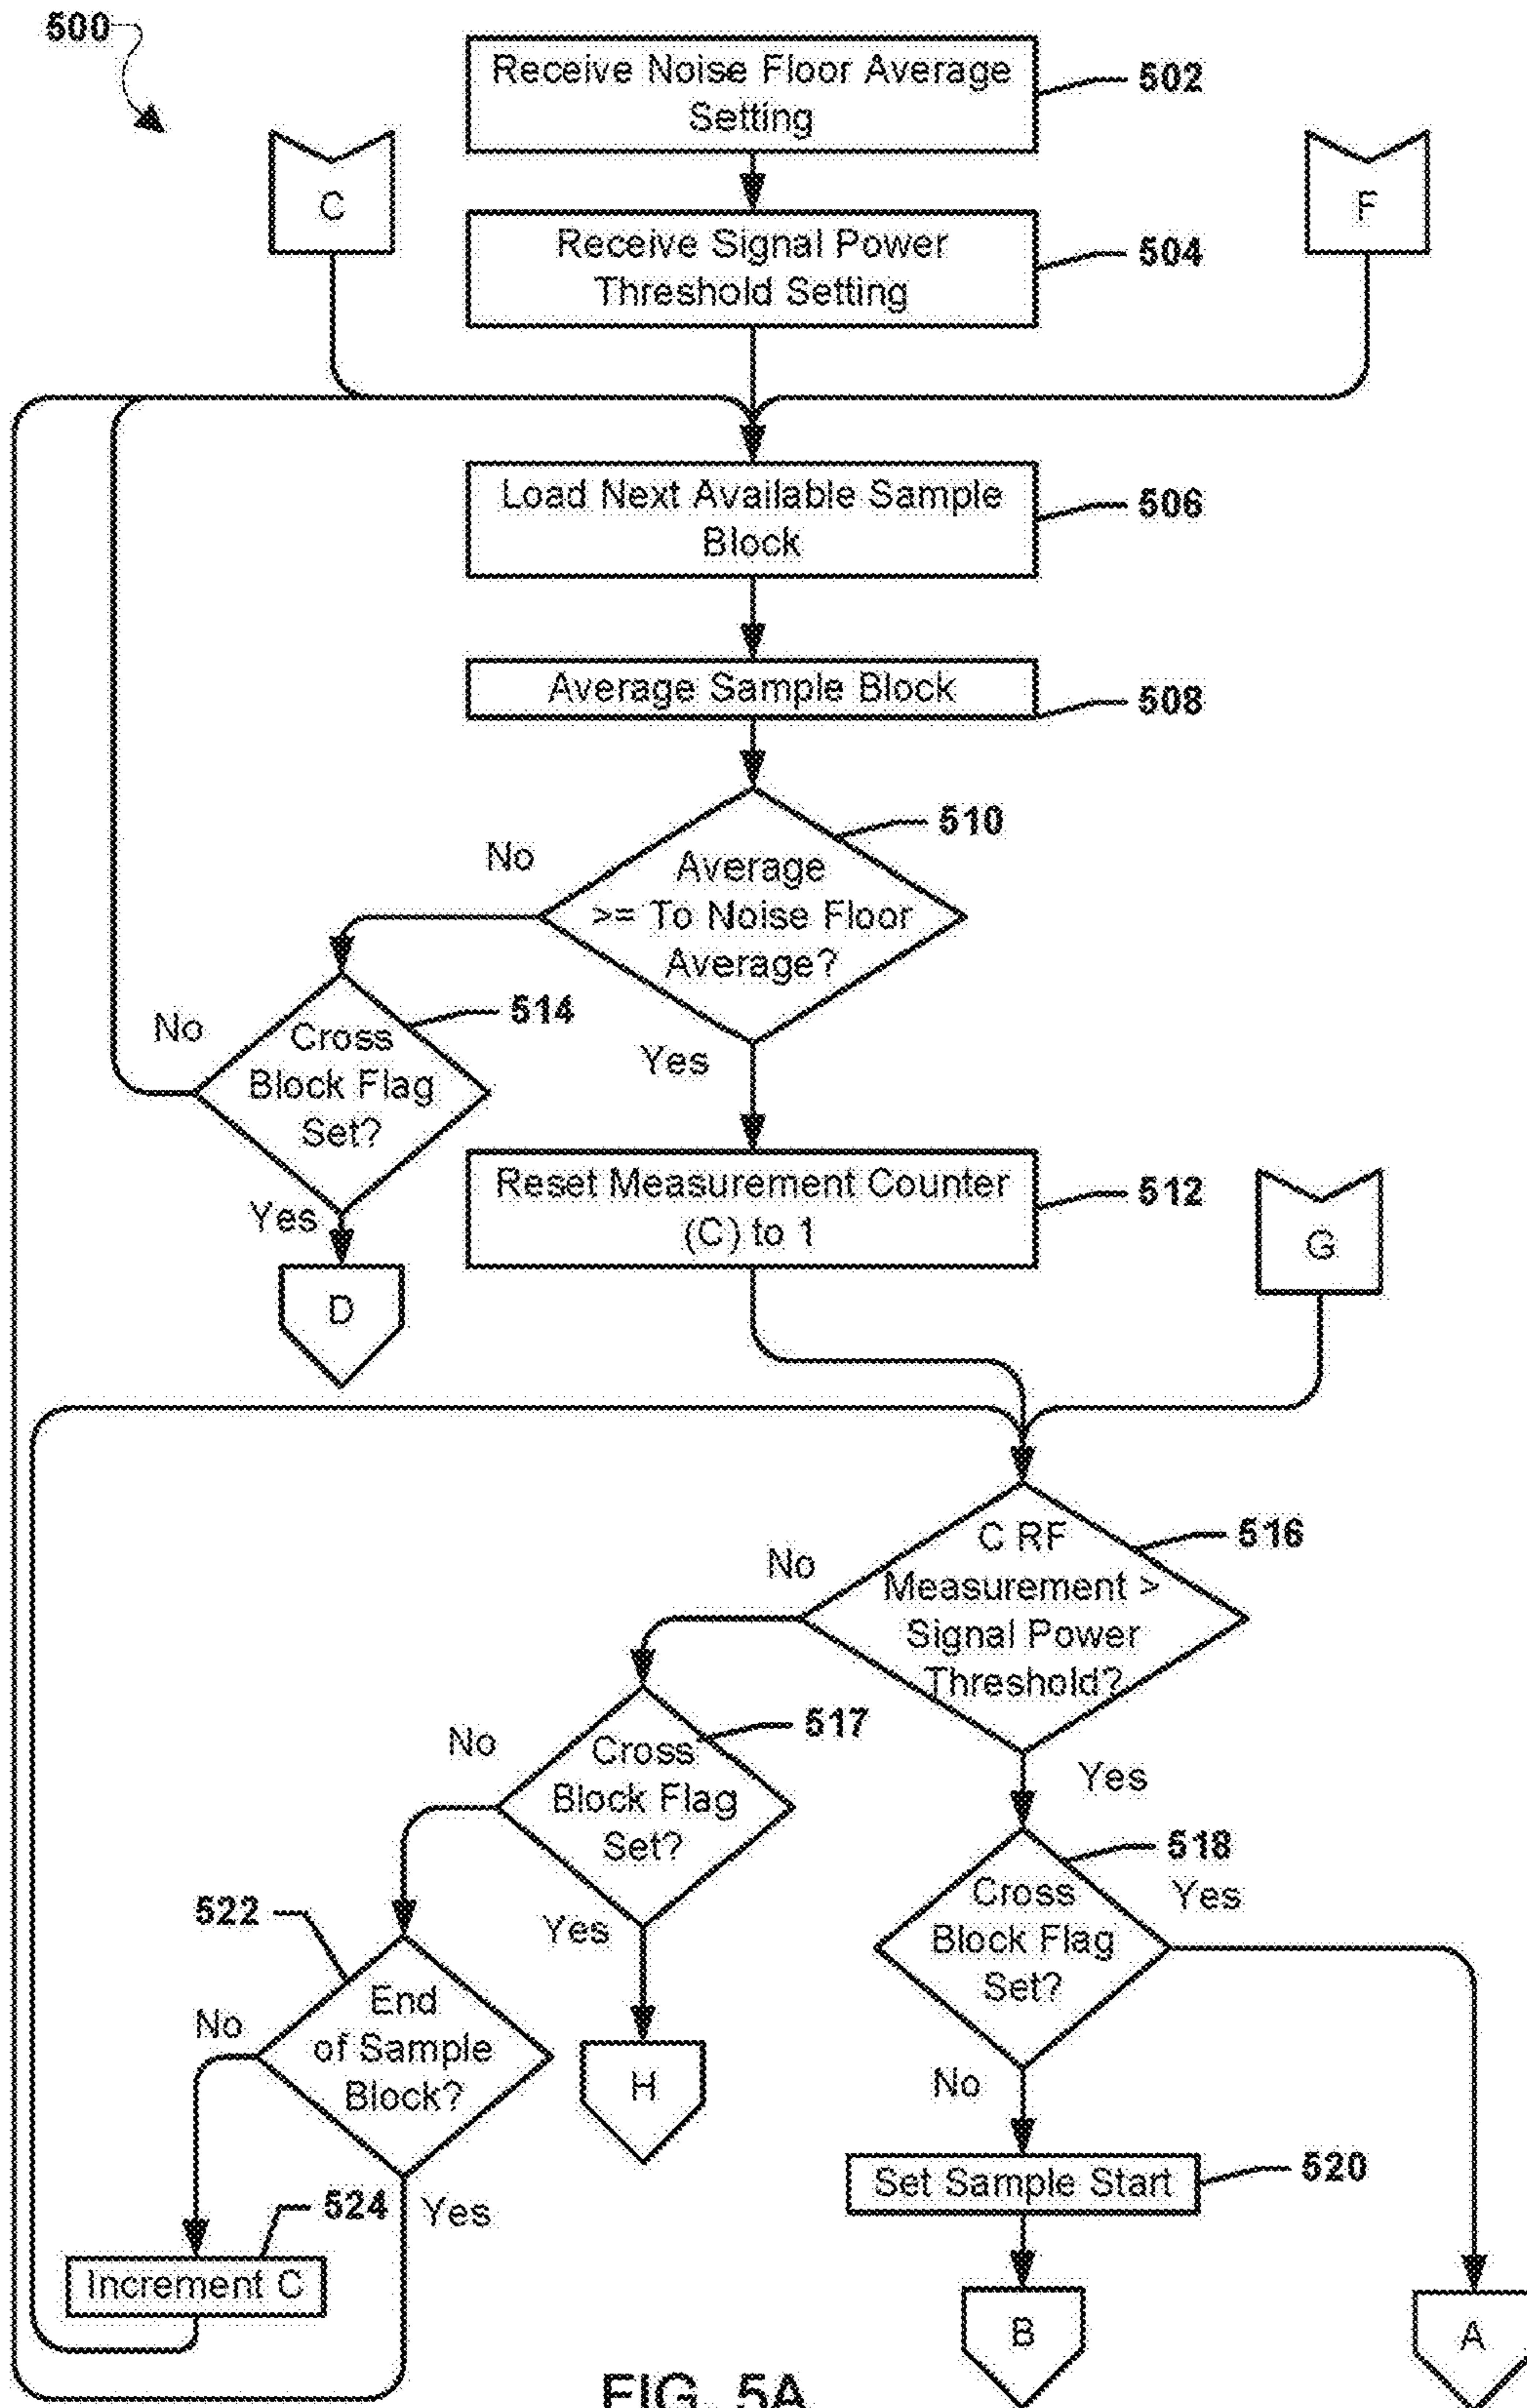 500
Receive Noise Floor Average
Setting
502
C
F
Receive Signal Power
Threshold Setting
504
Load Next Available Sample
Block
506
Average Sample Block
508
510
No
Average
>= To Noise Floor
Average?
514
No
Cross
Block Flag
Set?
Yes
Yes
Reset Measurement Counter
(C) to 1
512
G
D
516
No
C RF
Measurement >
Signal Power
Threshold?
517
No
Cross
Block Flag
Set?
Yes
518
Yes
Cross
Block Flag
Set?
522
Yes
End
of Sample
Block?
No
H
No
Set Sample Start
520
524
Yes
Increment C
B
A
FIG. 5A